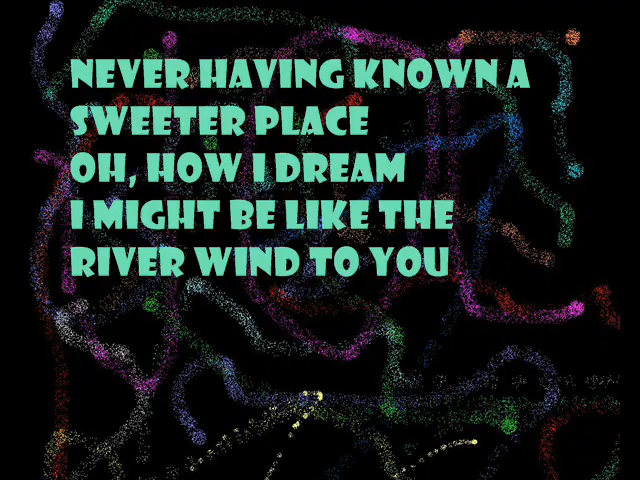 NEVER HAVING KNOWN A
SWEETER PLACE
OH, HOW I DREAM
I MIGHT BE LIKE THE
RIVER WIND TO YOU